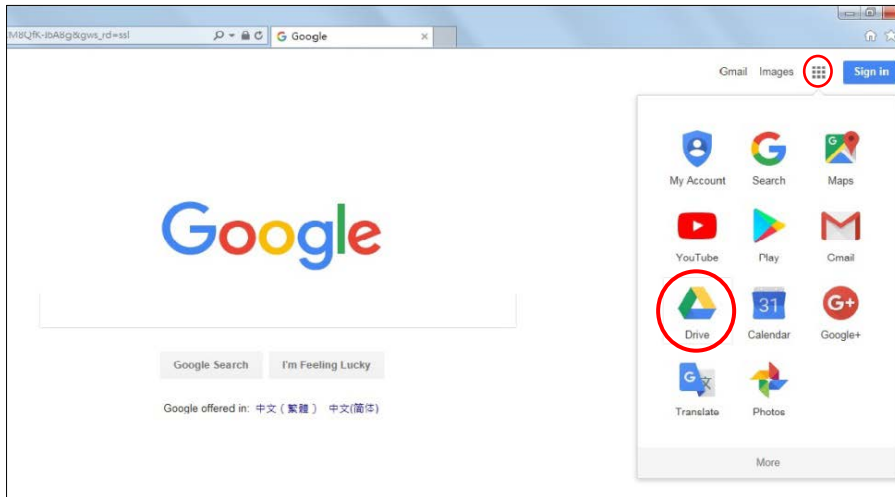 .M8QfK-IbABg&gws_rd=ssl
Google
Gmail Images Sign in
My Account Search Maps
Google
YouTube Play Gmail
31
G+
Drive Calendar Google+
Google Search I'm Feeling Lucky
Translate Photos
Google offered in: 中文 ( 繁體 ) 中文(简体)
More